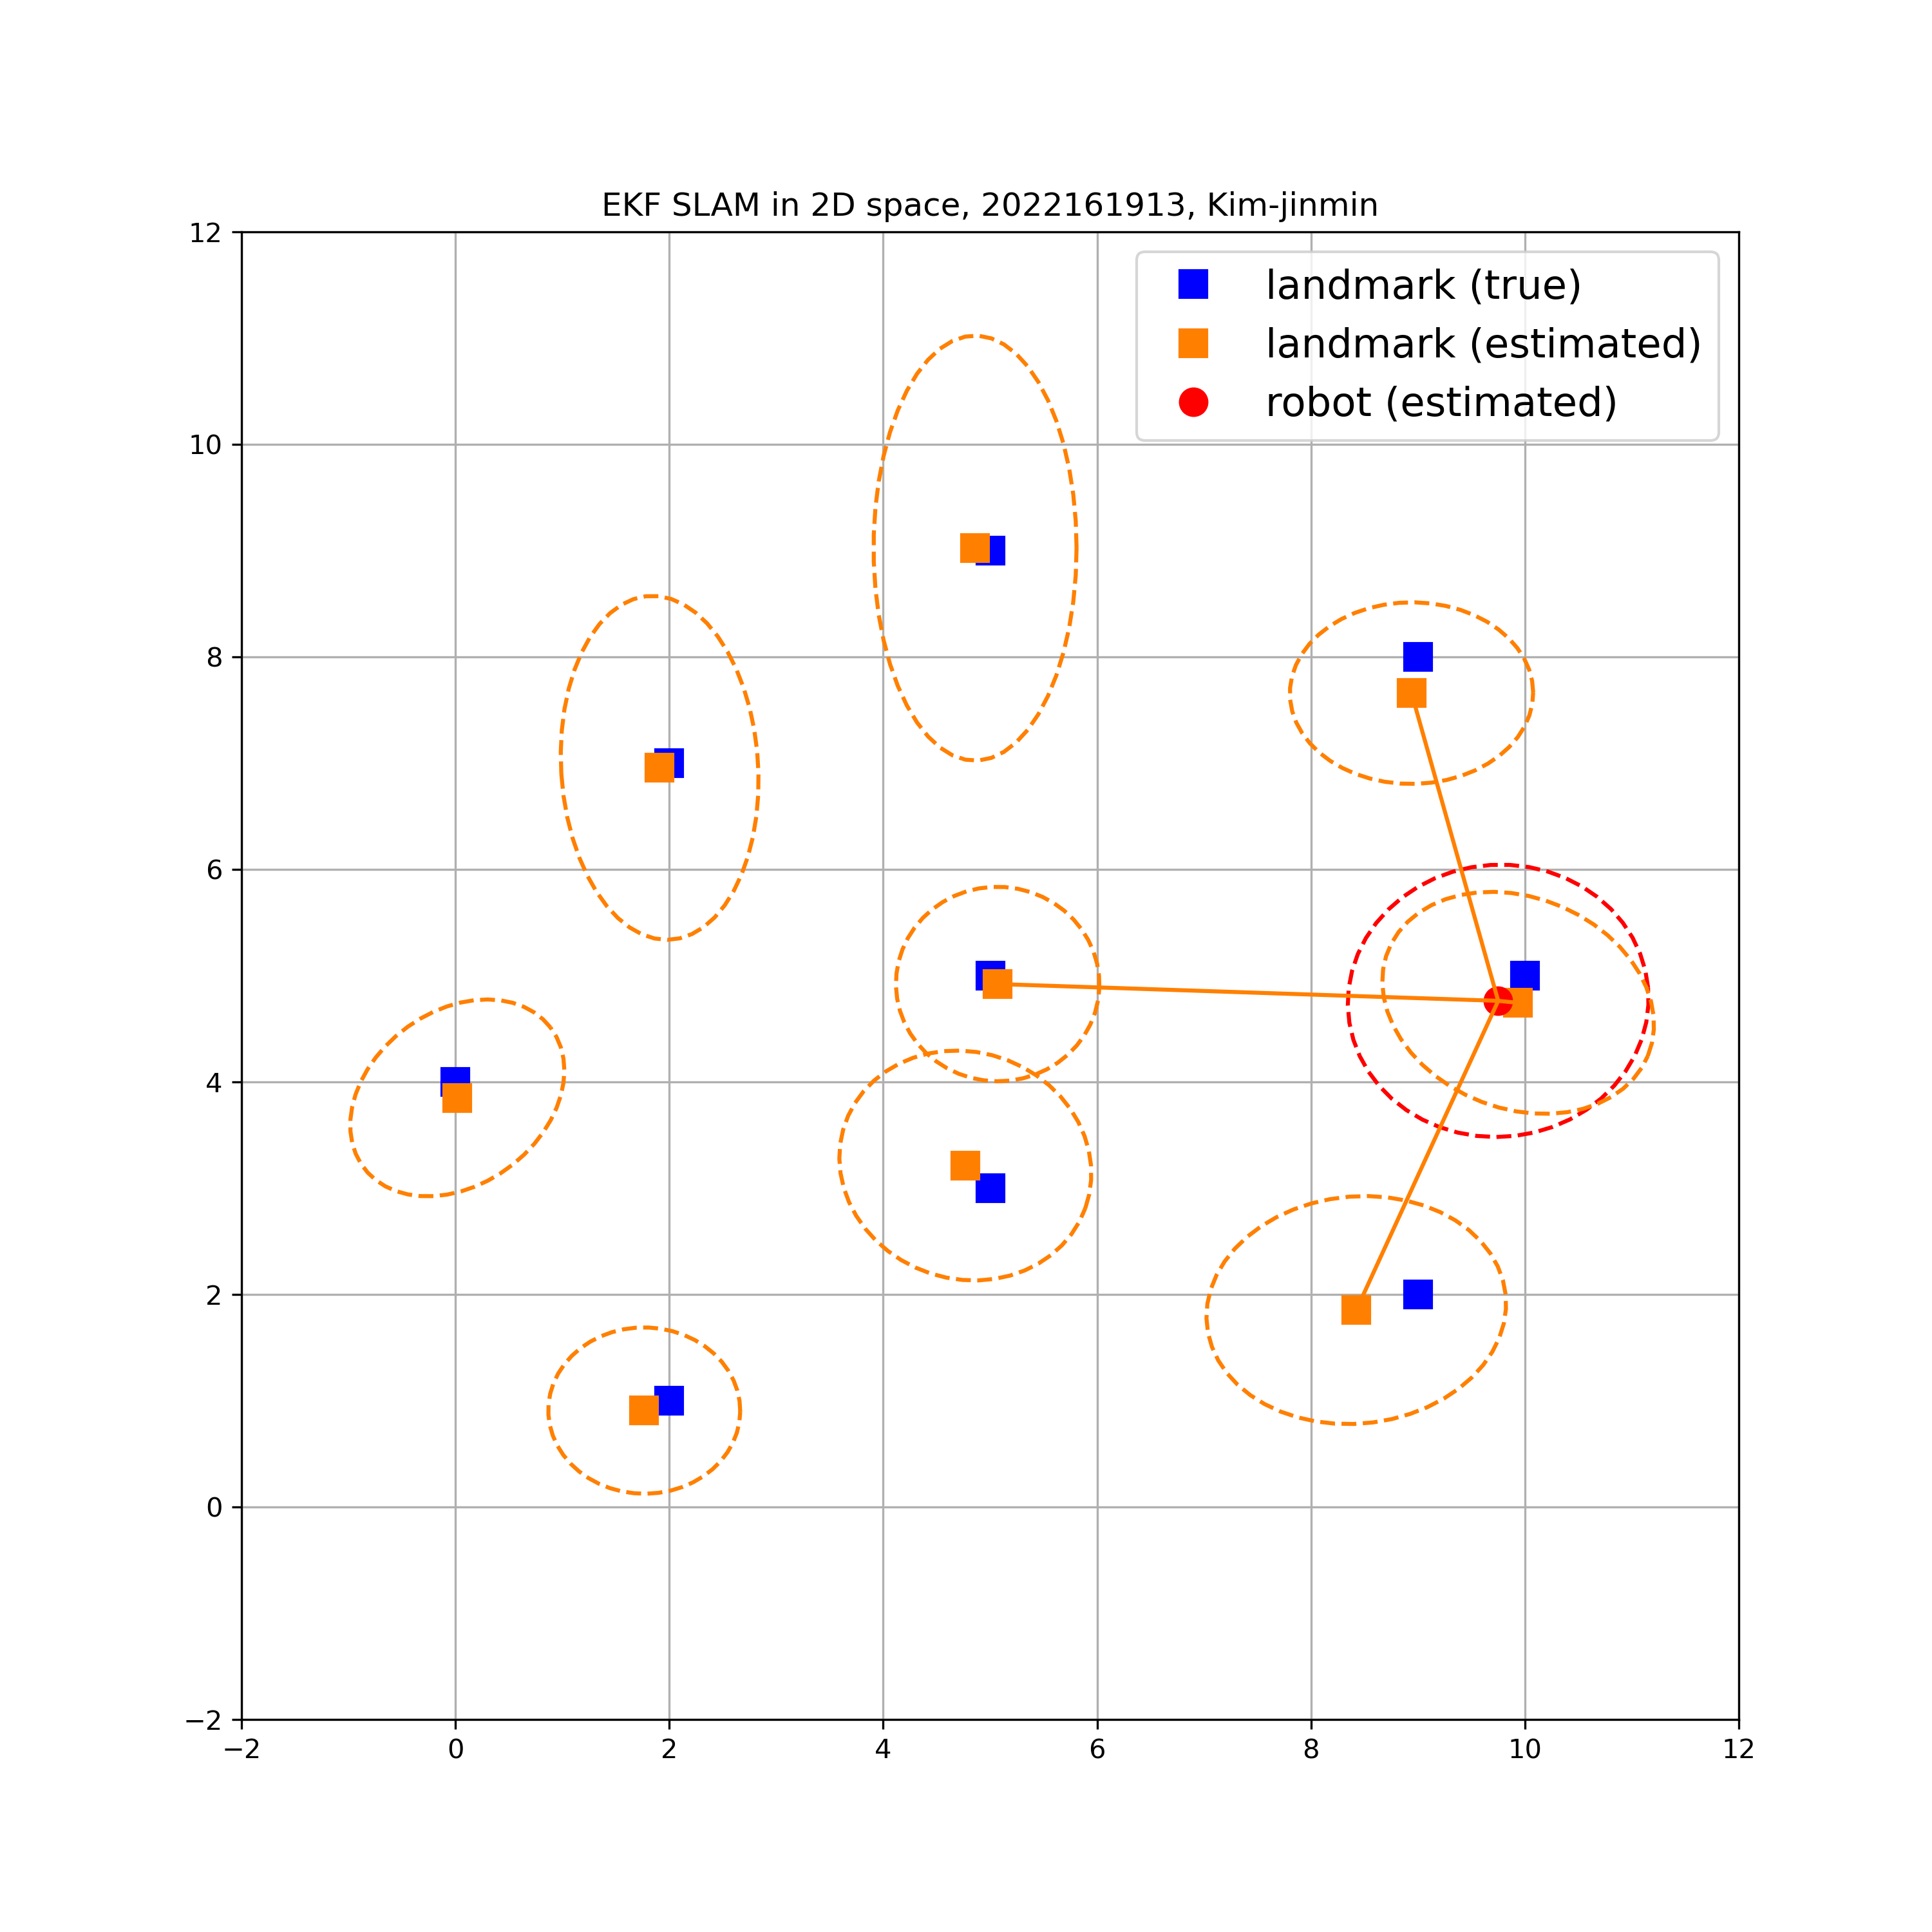 EKF SLAM in 2D space, 2022161913, Kim-jinmin
12
landmark (true)
landmark (estimated)
robot (estimated)
10
8
6
4
2
0
−2
−2 0 2 4 6 8 10 12